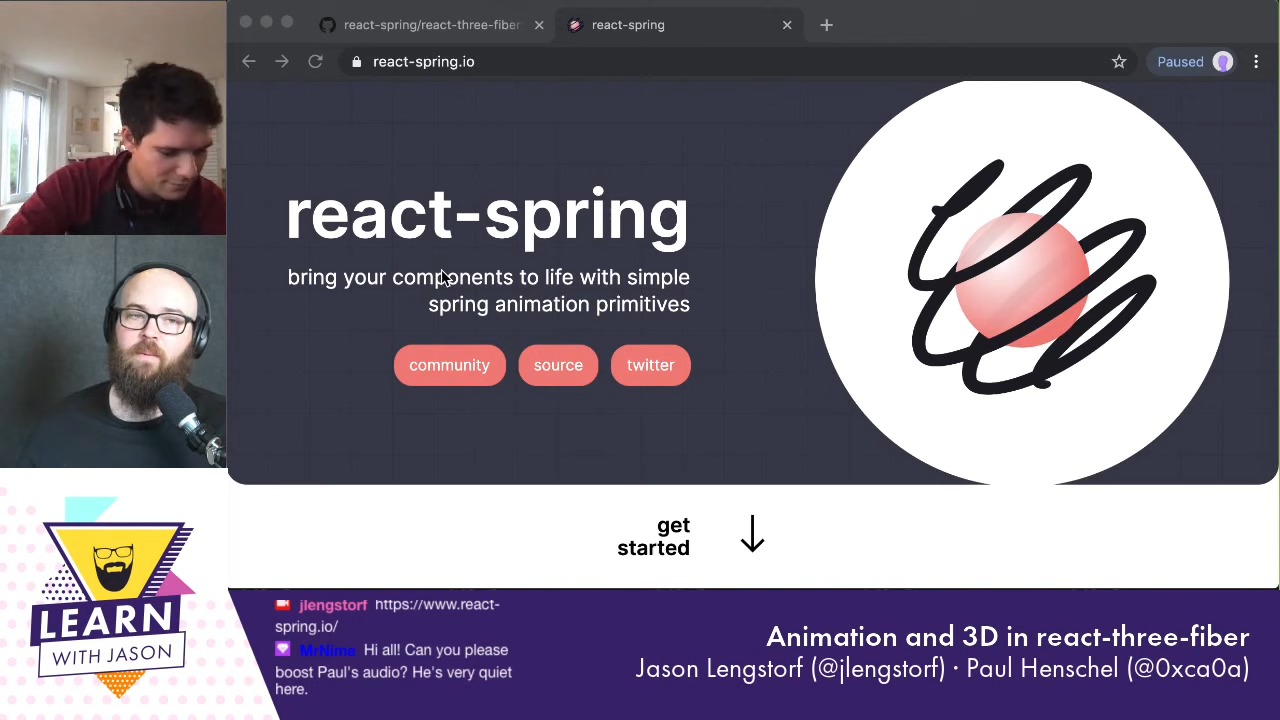 react-spring/react-three-fiber
react-spring
react-spring.io
Paused
react-spring
bring your components to life with simple
spring animation primitives
community
source
twitter
get
started
LEARN
WITH JASON
jlengstorf https://www.react-
spring.io/
MrNime Hi all! Can you please
boost Paul's audio? He's very quiet
here.
Animation and 3D in react-three-fiber
Jason Lengstorf (@jlengstorf) · Paul Henschel (@0xca0a)